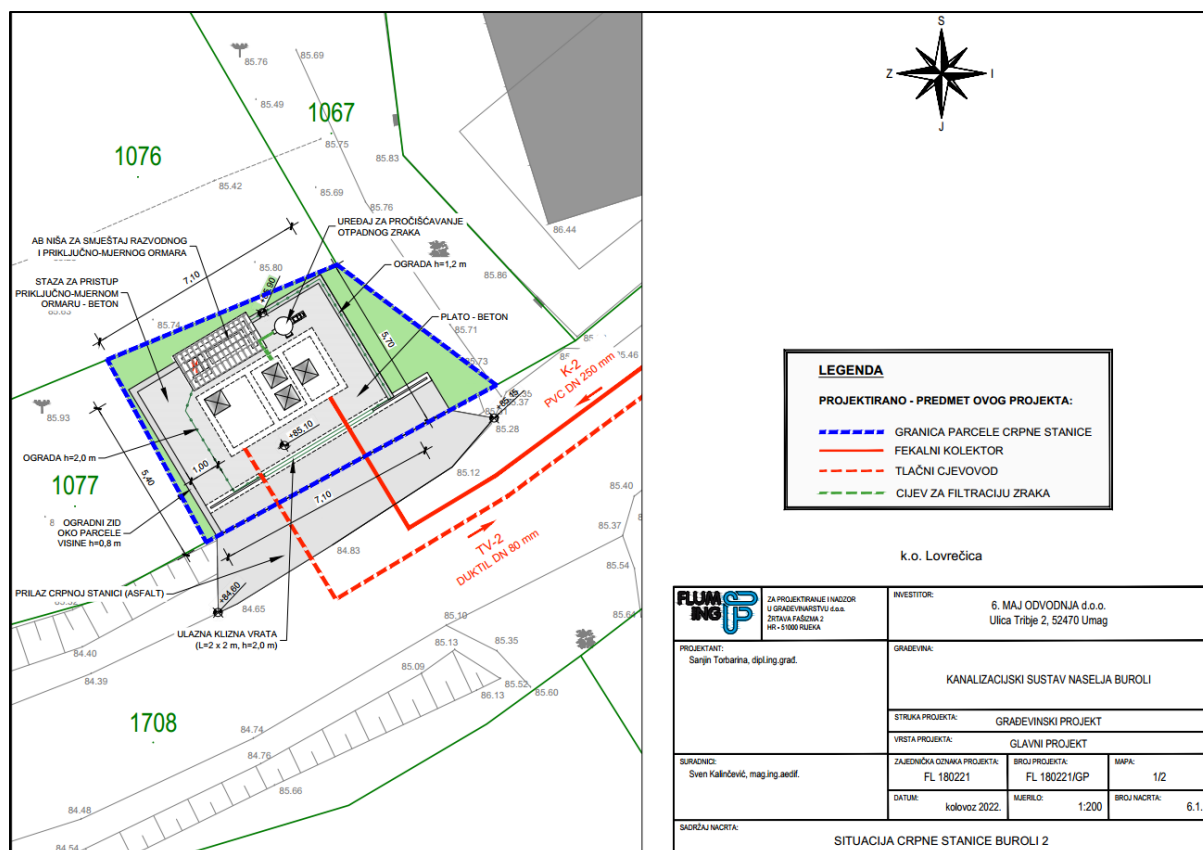 S
Z
I
J
85.76
85.69
85.49
1067
85.75
85.83
1076
85.42
85.69
85.76
86.44
AB NIŠA ZA SMJEŠTAJ RAZVODNOG
I PRIKLJUČNO-MJERNOG ORMARA
UREĐAJ ZA PROČIŠĆAVANJE
OTPADNOG ZRAKA
7,10
85.80
OGRADA h=1,2 m
85.86
STAZA ZA PRISTUP
PRIKLJUČNO-MJERNOM
ORMARU - BETON
85.74
PLATO - BETON
85.71
5,70
85.73
85.46
K-2
PVC DN 250 mm
85.35
85.37
85.28
85.93
+85,10
OGRADA h=2,0 m
1,00
7,10
85.12
5,40
1077
OGRADNI ZID
OKO PARCELE
VISINE h=0,8 m
85.40
85.37
84.83
TV-2
DUKTIL DN 80 mm
85.54
PRILAZ CRPNOJ STANICI (ASFALT)
+84,60
84.65
85.10
85.64
ULAZNA KLIZNA VRATA
(L=2 x 2 m, h=2,0 m)
85.13
85.35
84.40
85.09
84.39
85.52
86.13
85.60
1708
84.74
84.76
85.66
84.48
84.54
LEGENDA
PROJEKTIRANO - PREDMET OVOG PROJEKTA:
GRANICA PARCELE CRPNE STANICE
FEKALNI KOLEKTOR
TLAČNI CJEVOVOD
CIJEV ZA FILTRACIJU ZRAKA
k.o. Lovrečica
FLUM
ING
ZA PROJEKTIRANJE I NADZOR
U GRAĐEVINARSTVU d.o.o.
ŽRTAVA FAŠIZMA 2
HR - 51000 RIJEKA
INVESTITOR:
6. MAJ ODVODNJA d.o.o.
Ulica Tribje 2, 52470 Umag
PROJEKTANT:
Sanjin Torbarina, dipl.ing.građ.
GRAĐEVINA:
KANALIZACIJSKI SUSTAV NASELJA BUROLI
STRUKA PROJEKTA:
GRAĐEVINSKI PROJEKT
VRSTA PROJEKTA:
GLAVNI PROJEKT
SURADNICI:
Sven Kalinčević, mag.ing.aedif.
ZAJEDNIČKA OZNAKA PROJEKTA:
FL 180221
BROJ PROJEKTA:
FL 180221/GP
MAPA:
1/2
DATUM:
kolovoz 2022.
MJERILO:
1:200
BROJ NACRTA:
6.1.
SADRŽAJ NACRTA:
SITUACIJA CRPNE STANICE BUROLI 2